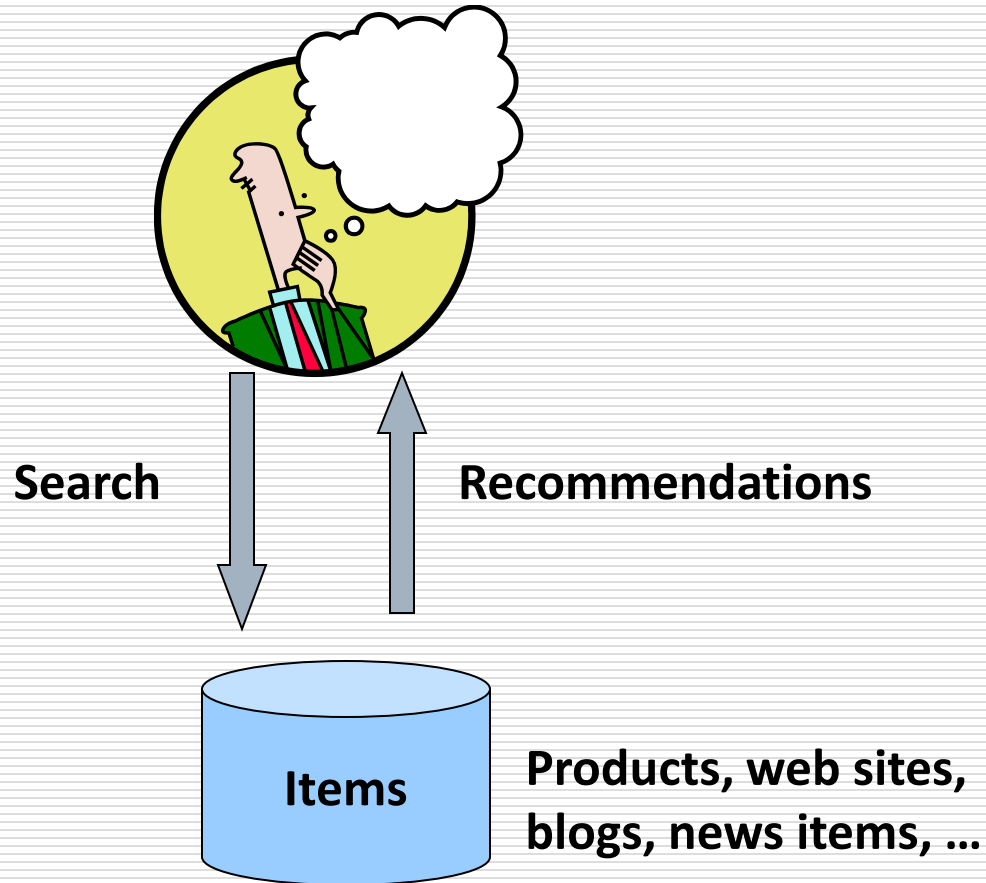 Search
Recommendations
Items
Products, web sites,
blogs, news items, …